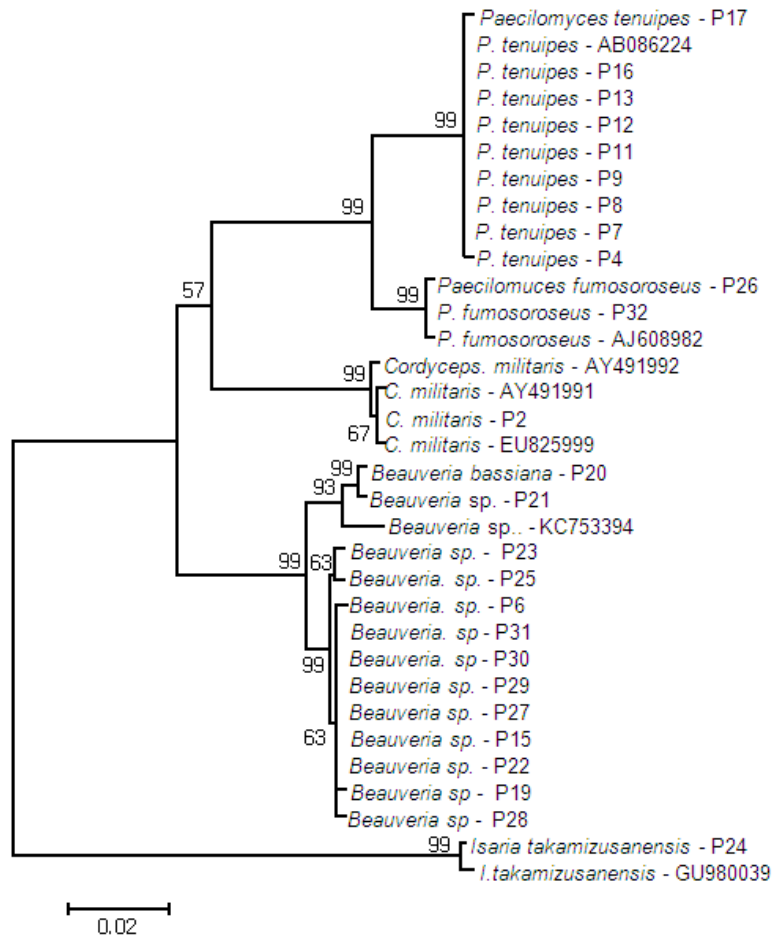 Paecilomyces tenuipes - P17
P. tenuipes - AB086224
P. tenuipes - P16
P. tenuipes - P13
99
P. tenuipes - P12
P. tenuipes - P11
P. tenuipes - P9
99
P. tenuipes - P8
P. tenuipes - P7
P. tenuipes - P4
99
Paecilomuces fumosoroseus - P26
57
P. fumosoroseus - P32
P. fumosoroseus - AJ608982
99
Cordyceps. militaris - AY491992
C. militaris - AY491991
C. militaris - P2
67
C. militaris - EU825999
99
Beauveria bassiana - P20
93
Beauveria sp. - P21
Beauveria sp.. - KC753394
99
63
Beauveria sp. - P23
Beauveria. sp. - P25
Beauveria. sp. - P6
Beauveria. sp - P31
99
Beauveria. sp - P30
Beauveria sp. - P29
Beauveria sp. - P27
63
Beauveria sp. - P15
Beauveria sp. - P22
Beauveria sp - P19
Beauveria sp - P28
99
Isaria takamizusanensis - P24
I.takamizusanensis - GU980039
0.02